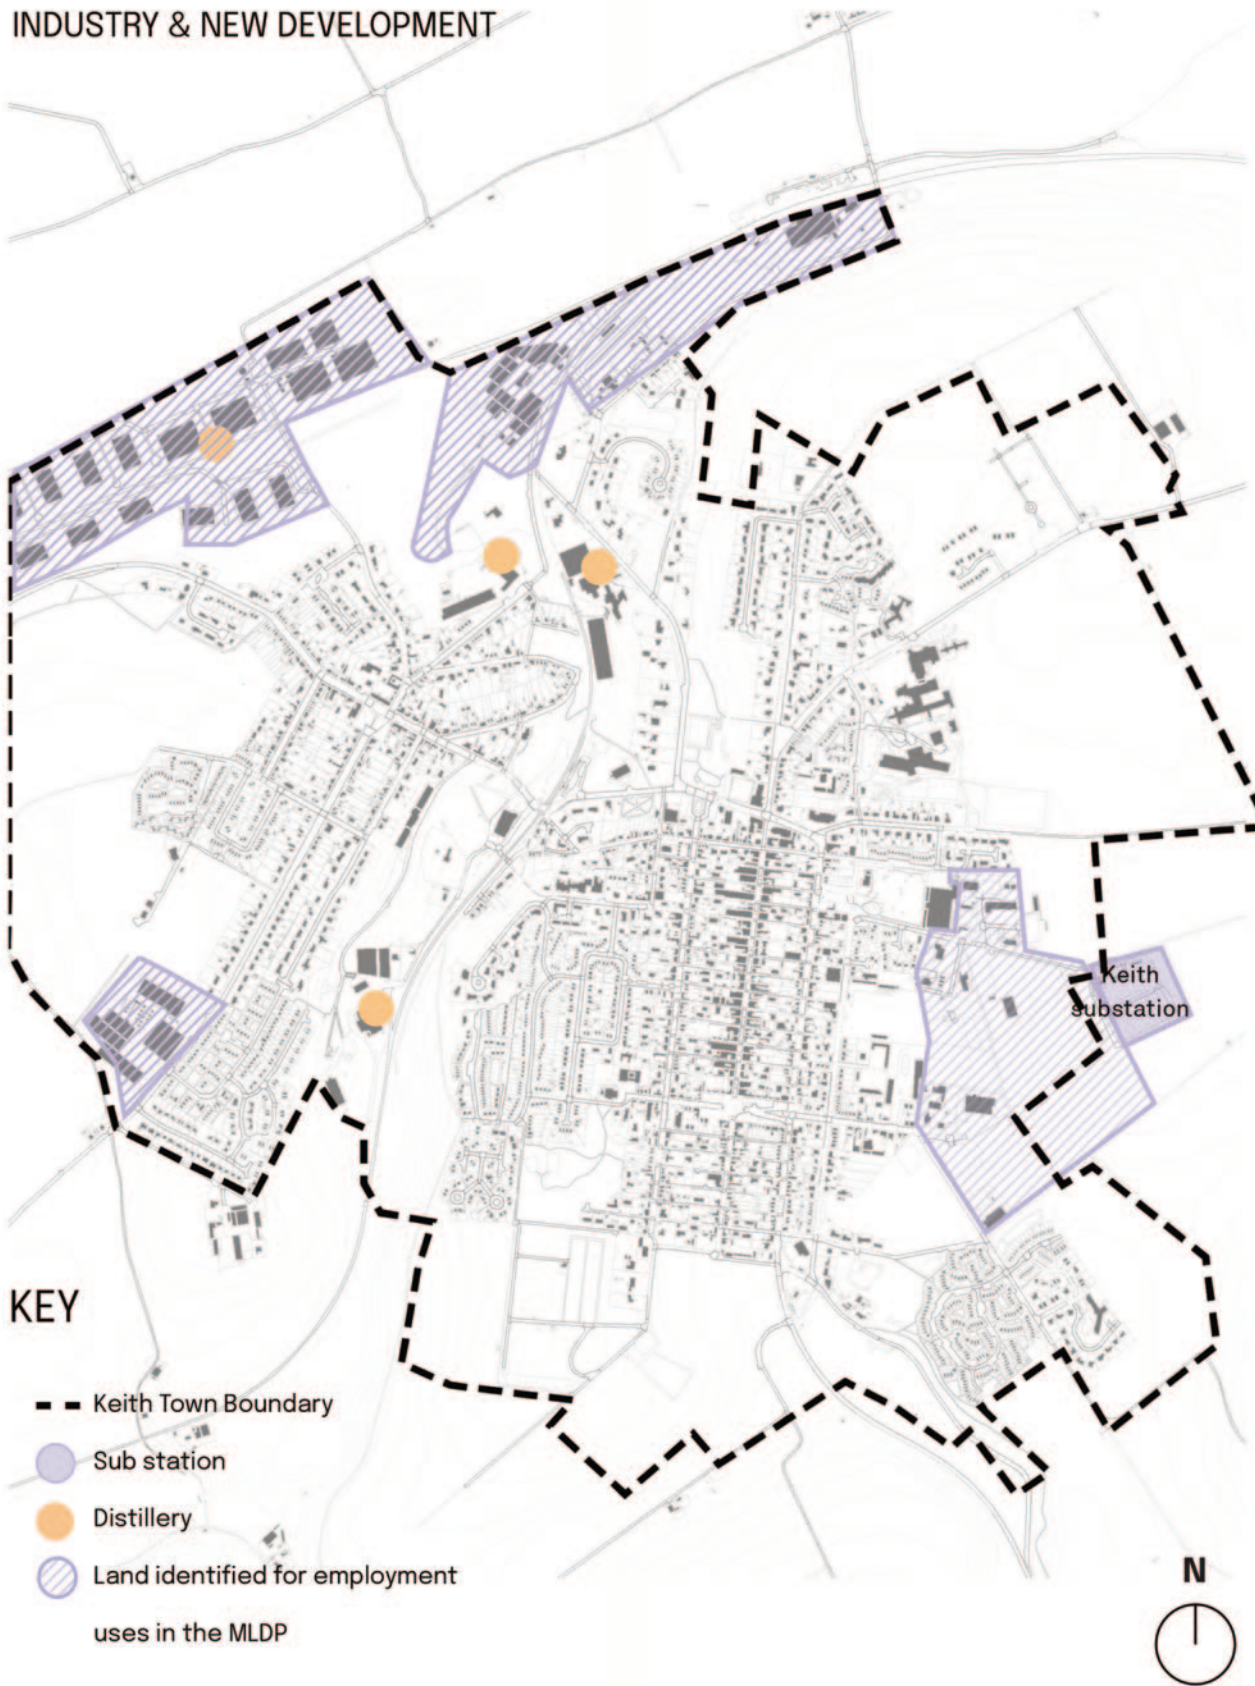 INDUSTRY & NEW DEVELOPMENT
Keith
substation
KEY
Keith Town Boundary
Sub station
Distillery
Land identified for employment
uses in the MLDP
N